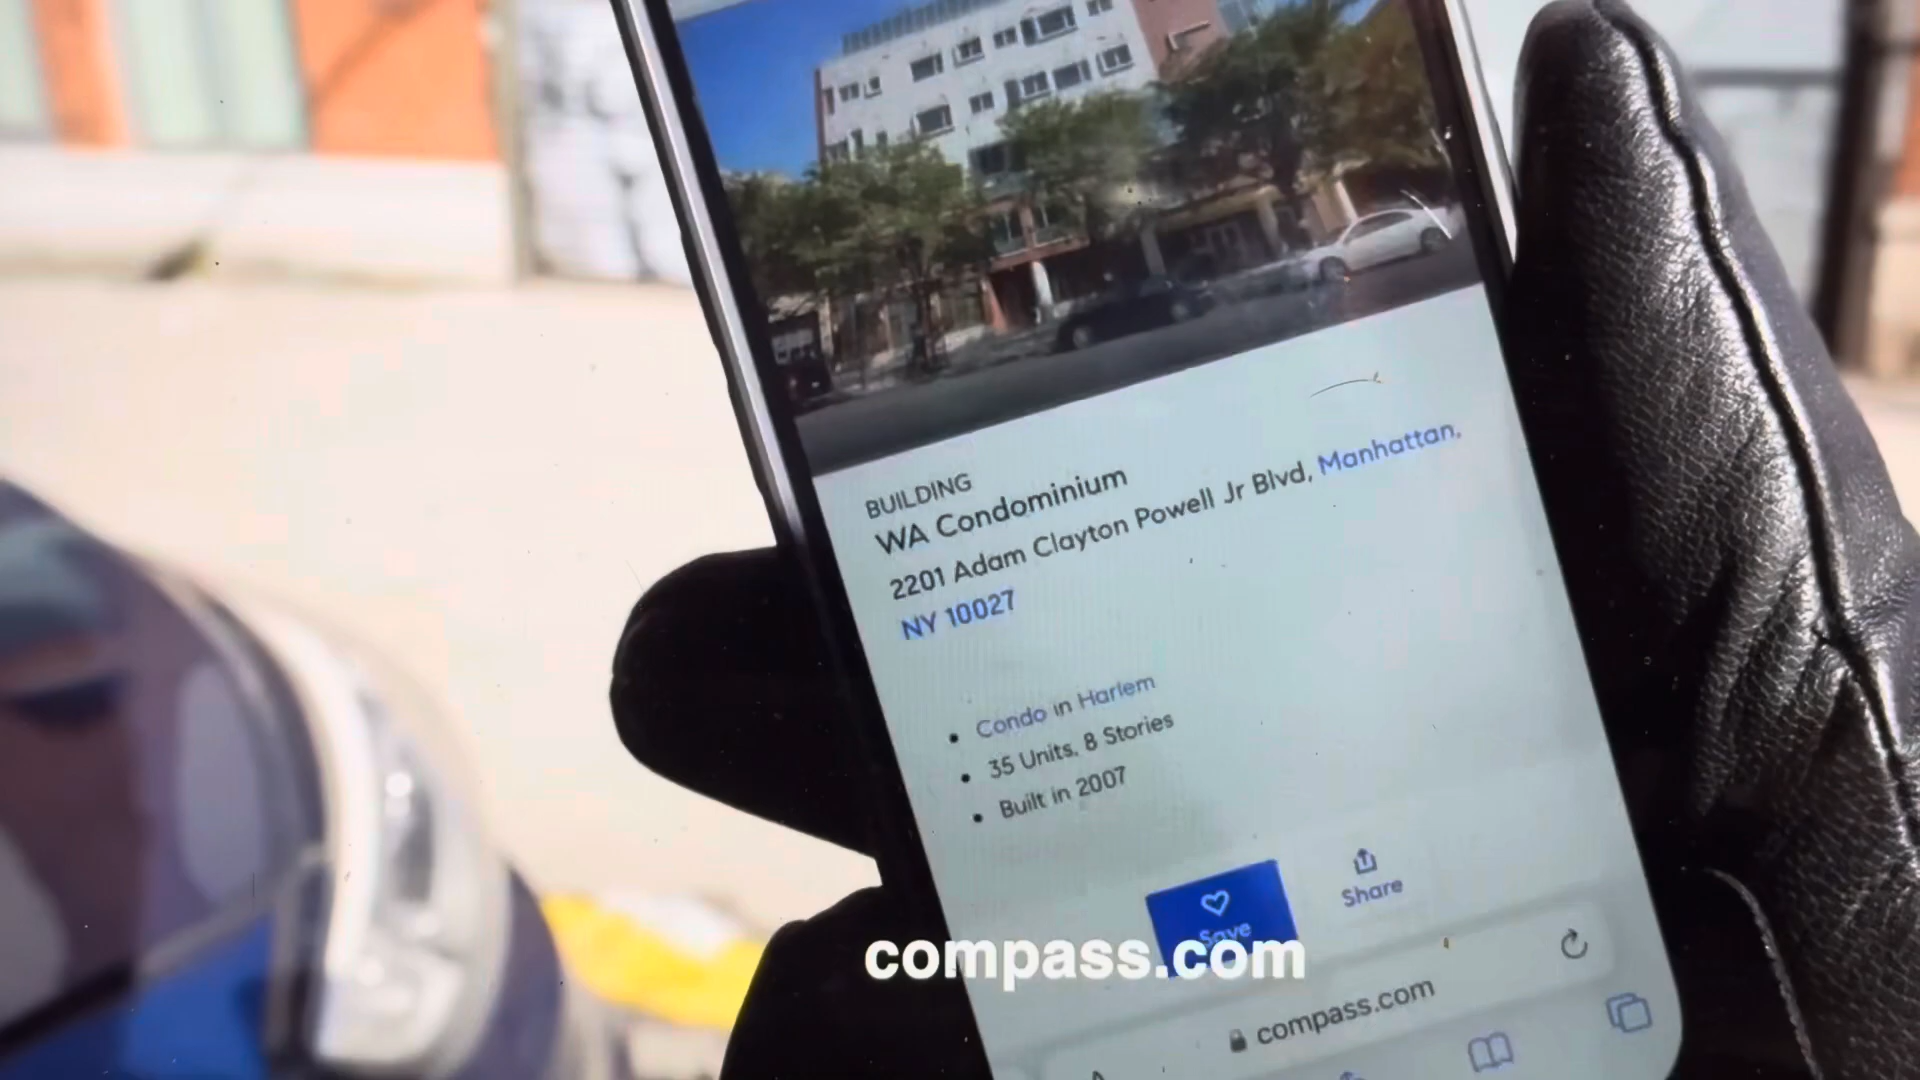 BUILDING
WA Condominium
2201 Adam Clayton Powell Jr Blvd, Manhattan,
NY 10027
• Condo in Harlem
• 35 Units, 8 Stories
• Built in 2007
Save
Share
compass.com
compass.com